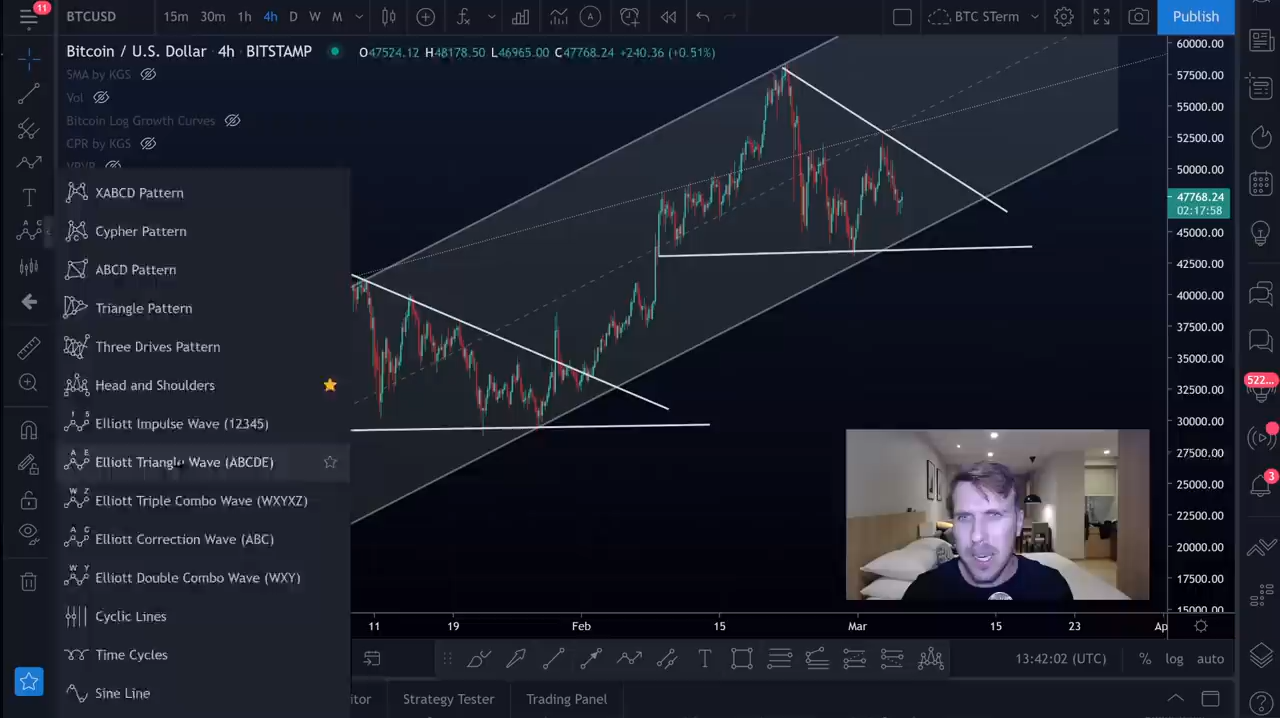 11
BTCUSD
15m 30m 1h 4h D W M
BTC STerm
Publish
Bitcoin / U.S. Dollar 4h BITSTAMP O47524.12 H48178.50 L46965.00 C47768.24 +240.36 (+0.51%)
SMA by KGS
Vol
Bitcoin Log Growth Curves
CPR by KGS
VPVR
XABCD Pattern
Cypher Pattern
ABCD Pattern
Triangle Pattern
Three Drives Pattern
Head and Shoulders
Elliott Impulse Wave (12345)
Elliott Triangle Wave (ABCDE)
Elliott Triple Combo Wave (WXYXZ)
Elliott Correction Wave (ABC)
Elliott Double Combo Wave (WXY)
Cyclic Lines
Time Cycles
Sine Line
60000.00
57500.00
55000.00
52500.00
50000.00
47768.24
02:17:58
45000.00
42500.00
40000.00
37500.00
35000.00
32500.00
30000.00
27500.00
25000.00
22500.00
20000.00
17500.00
15000.00
522...
3
11 19 Feb 15 Mar 15 23 Ap
13:42:02 (UTC) % log auto
itor Strategy Tester Trading Panel